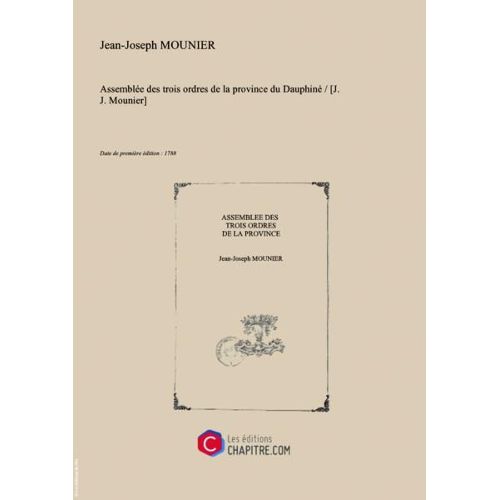 Jean-Joseph MOUNIER
Assemblée des trois ordres de la province du Dauphiné / [J.
J. Mounier]
Date de première édition : 1788
ASSEMBLEE DES
TROIS ORDRES
DE LA PROVINCE
Jean-Joseph MOUNIER
Les éditions
CHAPITRE.COM